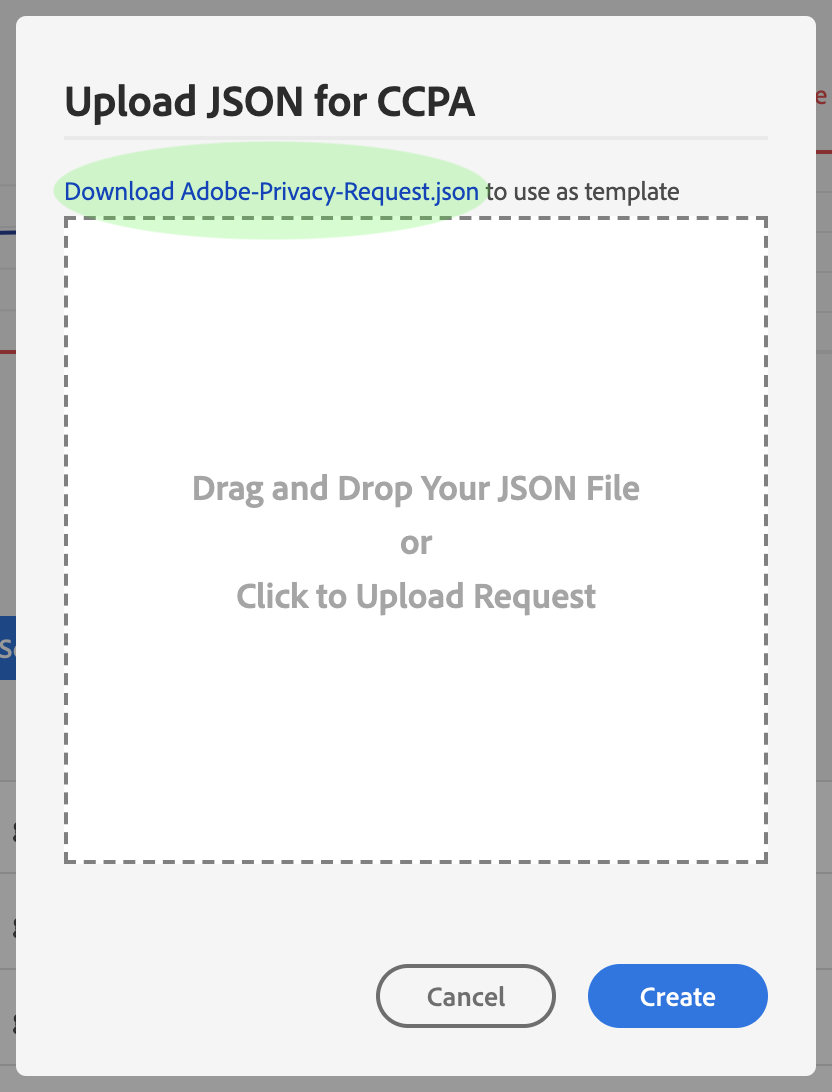 Upload JSON for CCPA
Download Adobe-Privacy-Request.json to use as template
Drag and Drop Your JSON File
or
Click to Upload Request
Cancel
Create